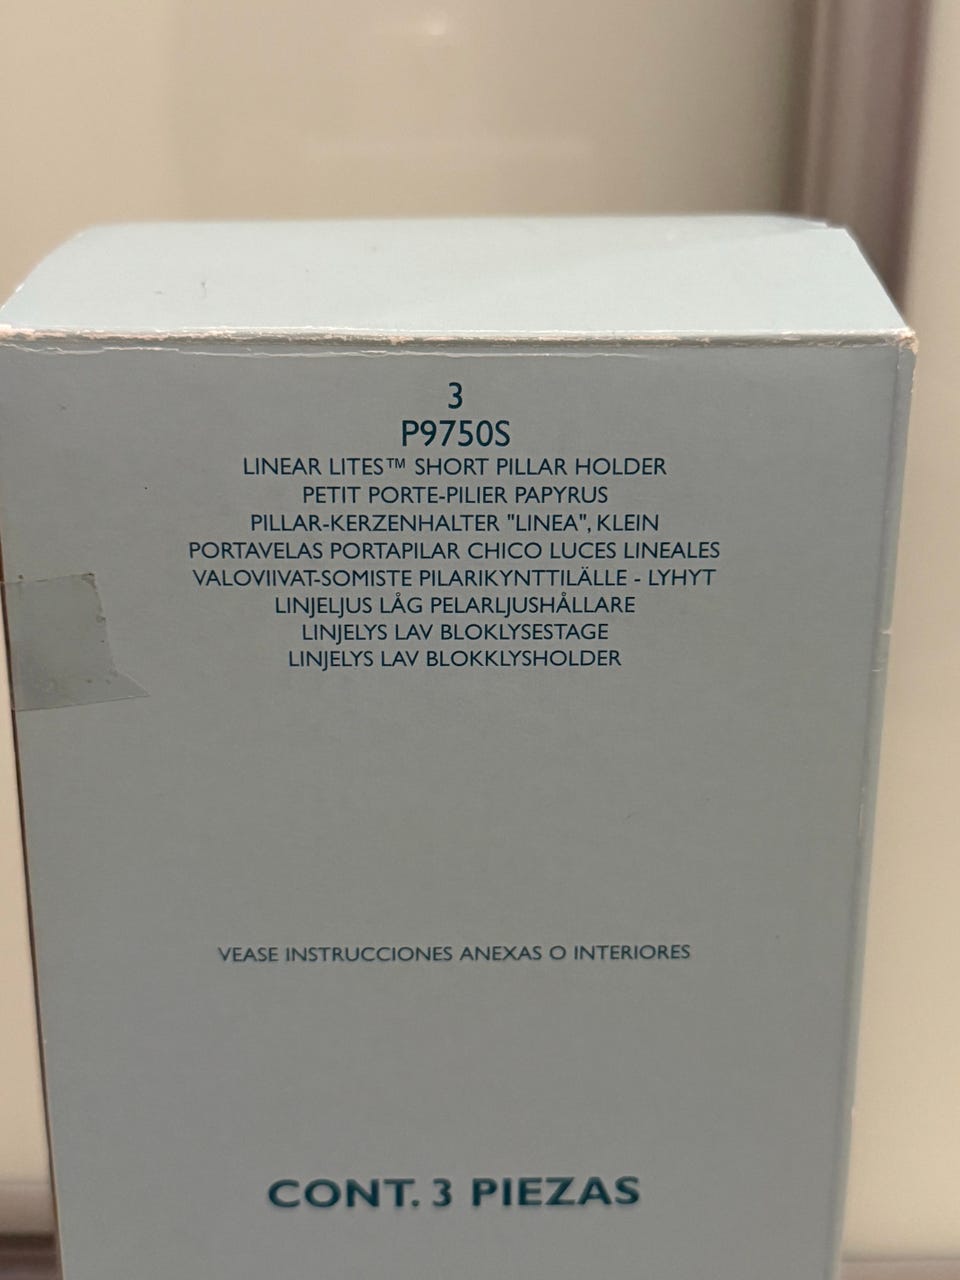 3
P9750S
LINEAR LITES™ SHORT PILLAR HOLDER
PETIT PORTE-PILIER PAPYRUS
PILLAR-KERZENHALTER "LINEA", KLEIN
PORTAVELAS PORTAPILAR CHICO LUCES LINEALES
VALOVIIVAT-SOMISTE PILARIKYNTTILÄLLE - LYHYT
LINJELJUS LÅG PELARLJUSHÅLLARE
LINJELYS LAV BLOKLYSESTAGE
LINJELYS LAV BLOKKLYSHOLDER
VEASE INSTRUCCIONES ANEXAS O INTERIORES
CONT. 3 PIEZAS